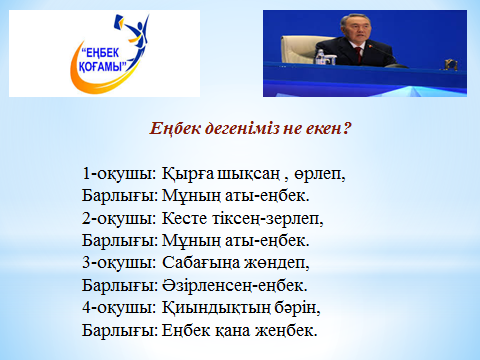 "ЕҢБЕК
ҚОҒАМЫ"
Еңбек дегеніміз не екен?
1-оқушы: Қырға шықсаң , өрлеп,
Барлығы: Мұның аты-еңбек.
2-оқушы: Кесте тіксең-зерлеп,
Барлығы: Мұның аты-еңбек.
3-оқушы: Сабағыңа жөндеп,
Барлығы: Әзірленсең-еңбек.
4-оқушы: Қиындықтың бәрін,
Барлығы: Еңбек қана жеңбек.